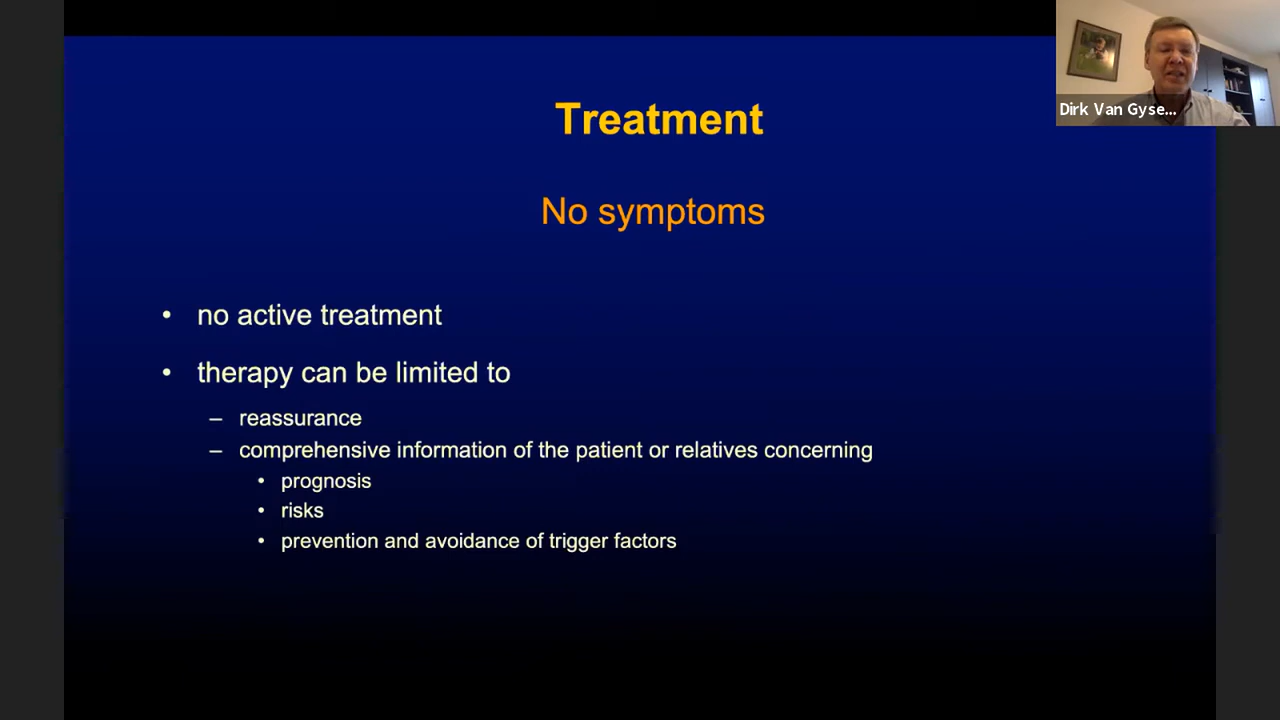 Treatment
No symptoms
• no active treatment
• therapy can be limited to
– reassurance
– comprehensive information of the patient or relatives concerning
• prognosis
• risks
• prevention and avoidance of trigger factors
Dirk Van Gyse...